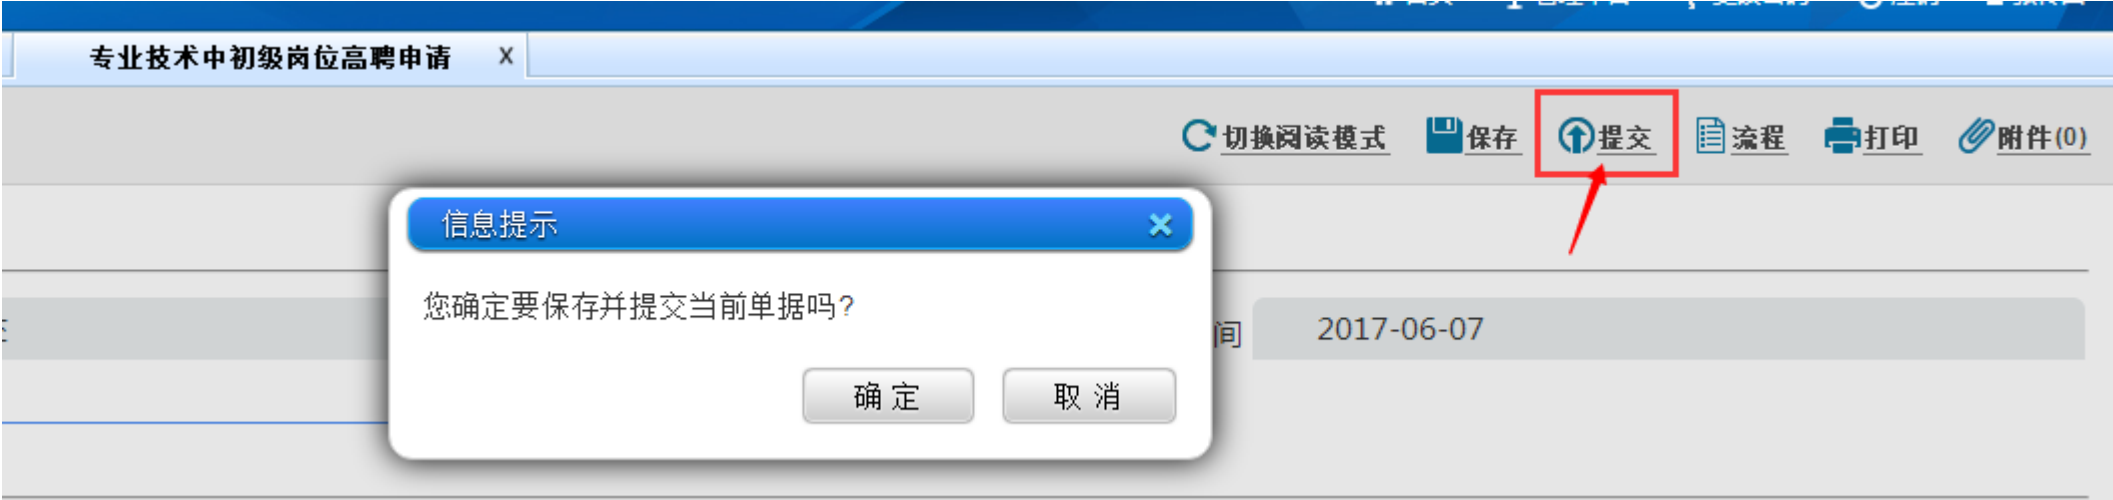 专业技术中初级岗位高聘申请 X
切换阅读模式 保存 提交 流程 打印 附件(0)
信息提示
您确定要保存并提交当前单据吗?
间 2017-06-07
确定 取消